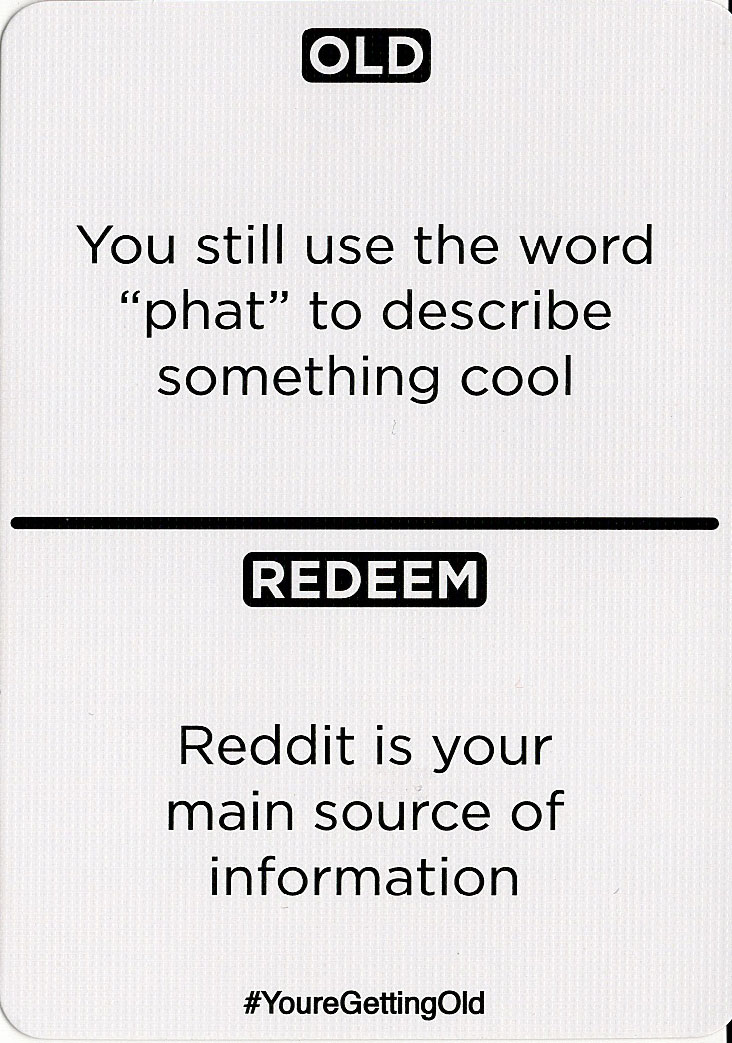 OLD
You still use the word
“phat” to describe
something cool
REDEEM
Reddit is your
main source of
information
#YoureGettingOld